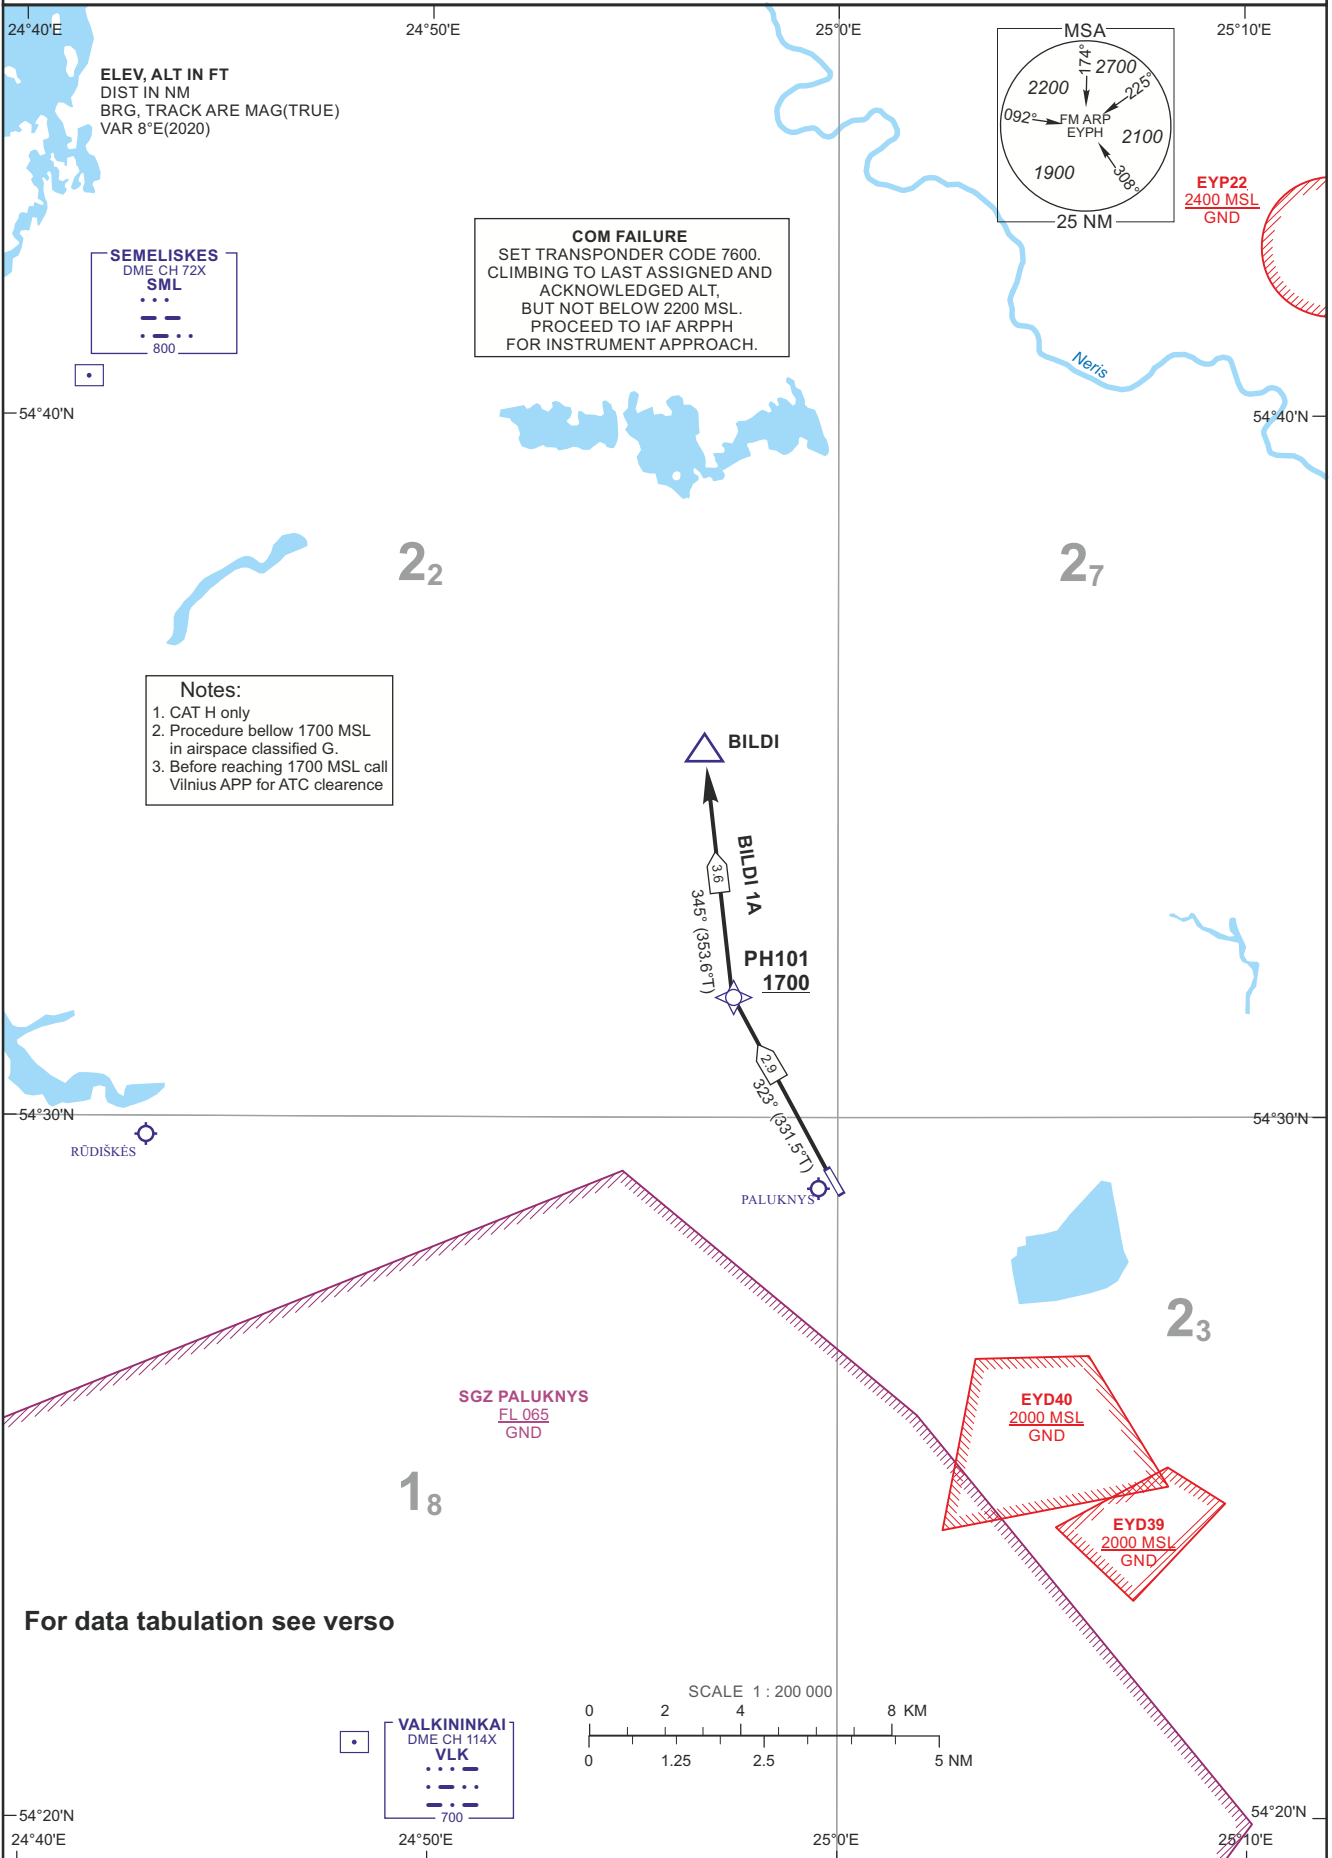 24°40'E
24°50'E
25°0'E
25°10'E
ELEV, ALT IN FT
DIST IN NM
BRG, TRACK ARE MAG(TRUE)
VAR 8°E(2020)
MSA
174°
2700
2200
225°
092°
FM ARP
EYPH
2100
1900
308°
25 NM
EYP22
2400 MSL
GND
SEMELISKES
DME CH 72X
SML
800
COM FAILURE
SET TRANSPONDER CODE 7600.
CLIMBING TO LAST ASSIGNED AND
ACKNOWLEDGED ALT,
BUT NOT BELOW 2200 MSL.
PROCEED TO IAF ARPPH
FOR INSTRUMENT APPROACH.
Neris
54°40'N
54°40'N
22
27
Notes:
1. CAT H only
2. Procedure bellow 1700 MSL
in airspace classified G.
3. Before reaching 1700 MSL call
Vilnius APP for ATC clearence
BILDI
BILDI 1A
3.6
345° (353.6°T)
PH101
1700
2.9
323° (331.5°T)
54°30'N
54°30'N
RŪDIŠKĖS
PALUKNYS
23
SGZ PALUKNYS
FL 065
GND
EYD40
2000 MSL
GND
18
EYD39
2000 MSL
GND
For data tabulation see verso
SCALE 1 : 200 000
0 2 4 8 KM
0 1.25 2.5 5 NM
VALKININKAI
DME CH 114X
VLK
700
54°20'N
54°20'N
24°40'E
24°50'E
25°0'E
25°10'E